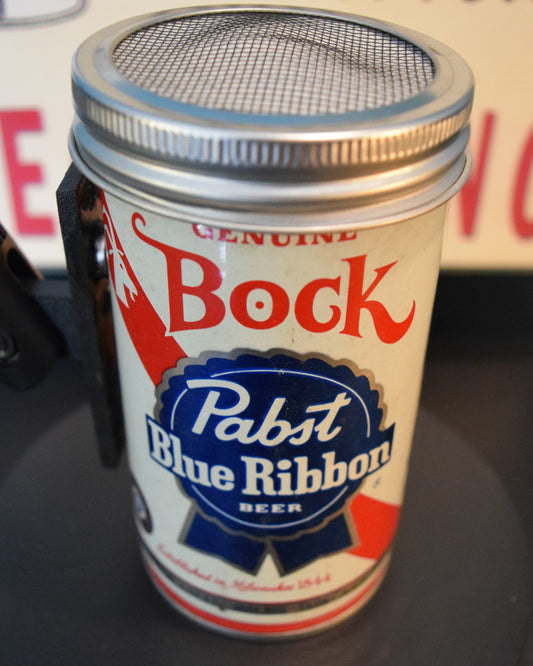 GENUINE
BOCK
Pabst
Blue Ribbon
®
BEER
Established in Milwaukee 1844